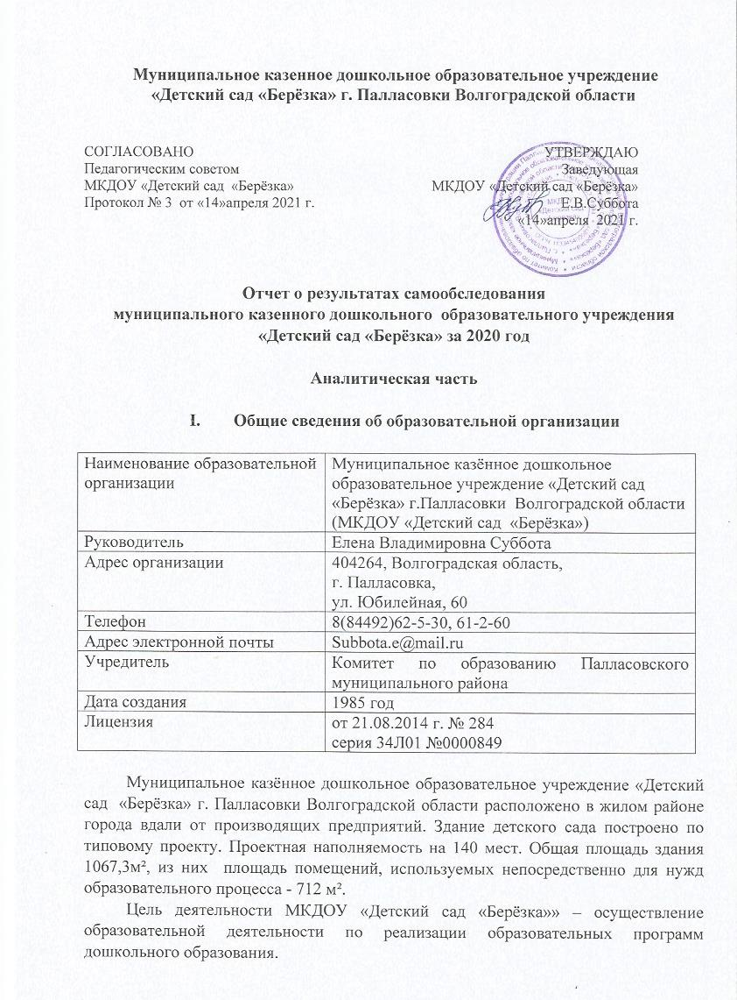 Муниципальное казенное дошкольное образовательное учреждение
«Детский сад «Берёзка» г. Палласовки Волгоградской области
СОГЛАСОВАНО
Педагогическим советом
МКДОУ «Детский сад «Берёзка»
Протокол № 3 от «14»апреля 2021 г.
УТВЕРЖДАЮ
Заведующая
МКДОУ «Детский сад «Берёзка»
Е.В.Суббота
«14»апреля 2021 г.
Отчет о результатах самообследования
муниципального казенного дошкольного образовательного учреждения
«Детский сад «Берёзка» за 2020 год
Аналитическая часть
I. Общие сведения об образовательной организации
Наименование образовательной
организации
Муниципальное казённое дошкольное
образовательное учреждение «Детский сад
«Берёзка» г.Палласовки Волгоградской области
(МКДОУ «Детский сад «Берёзка»)
Руководитель
Елена Владимировна Суббота
Адрес организации
404264, Волгоградская область,
г. Палласовка,
ул. Юбилейная, 60
Телефон
8(84492)62-5-30, 61-2-60
Адрес электронной почты
Subbota.e@mail.ru
Учредитель
Комитет по образованию Палласовского
муниципального района
Дата создания
1985 год
Лицензия
от 21.08.2014 г. № 284
серия 34Л01 №0000849
Муниципальное казённое дошкольное образовательное учреждение «Детский
сад «Берёзка» г. Палласовки Волгоградской области расположено в жилом районе
города вдали от производящих предприятий. Здание детского сада построено по
типовому проекту. Проектная наполняемость на 140 мест. Общая площадь здания
1067,3м², из них площадь помещений, используемых непосредственно для нужд
образовательного процесса - 712 м².
Цель деятельности МКДОУ «Детский сад «Берёзка»» – осуществление
образовательной деятельности по реализации образовательных программ
дошкольного образования.